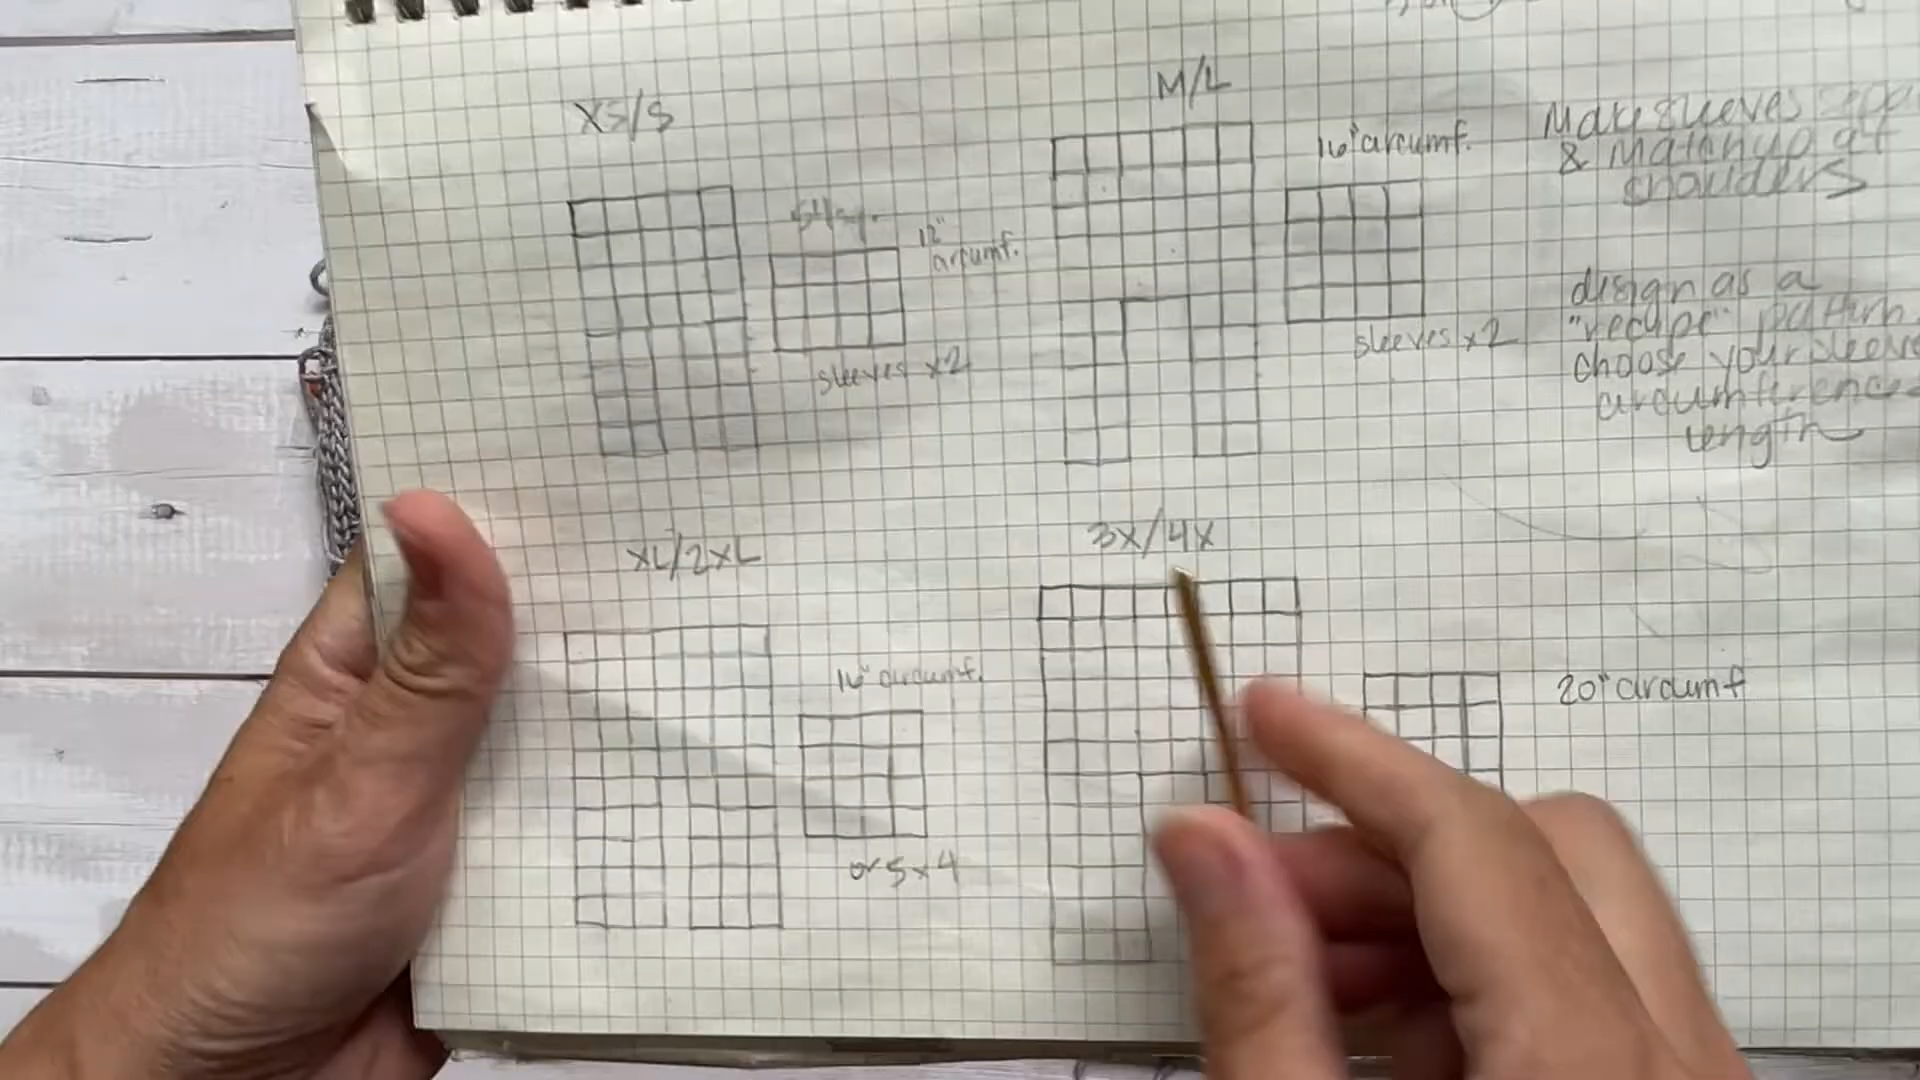 XS/S
12"
circumf.
sleeves x2
M/L
16" circumf.
sleeves x2
Make sleeves
& match up at
shoulders
design as a
"recipe" pattern
choose your sleeve
circumference
length
XL/2XL
16" circumf.
or 5x4
3X/4X
20" circumf